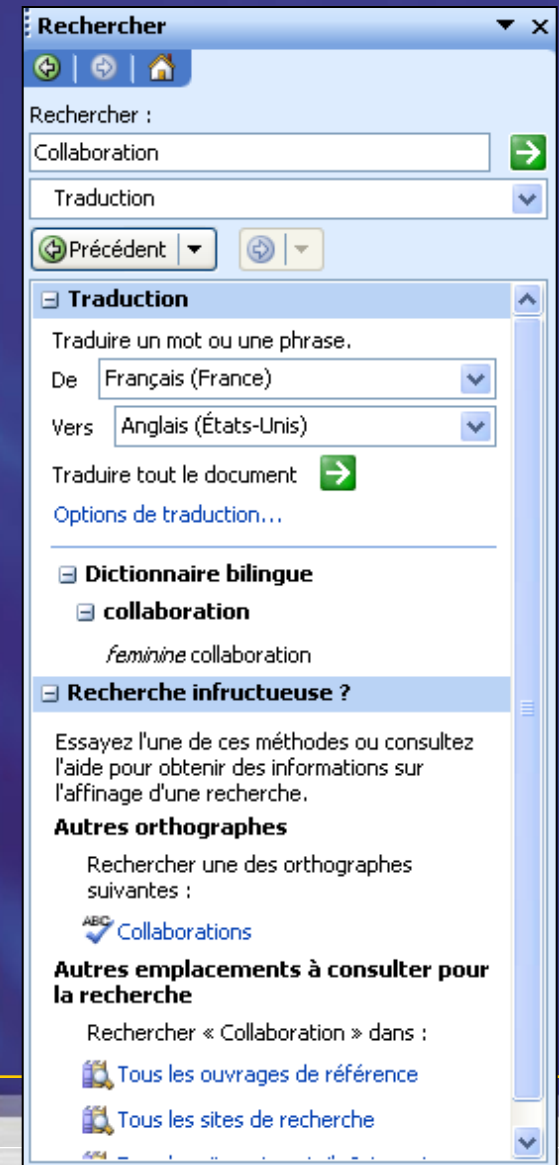 Rechercher
Rechercher :
Collaboration
Traduction
Précédent
Traduction
Traduire un mot ou une phrase.
De Français (France)
Vers Anglais (États-Unis)
Traduire tout le document
Options de traduction...
Dictionnaire bilingue
collaboration
feminine collaboration
Recherche infructueuse ?
Essayez l'une de ces méthodes ou consultez
l'aide pour obtenir des informations sur
l'affinage d'une recherche.
Autres orthographes
Rechercher une des orthographes
suivantes :
ABC Collaborations
Autres emplacements à consulter pour
la recherche
Rechercher « Collaboration » dans :
Tous les ouvrages de référence
Tous les sites de recherche